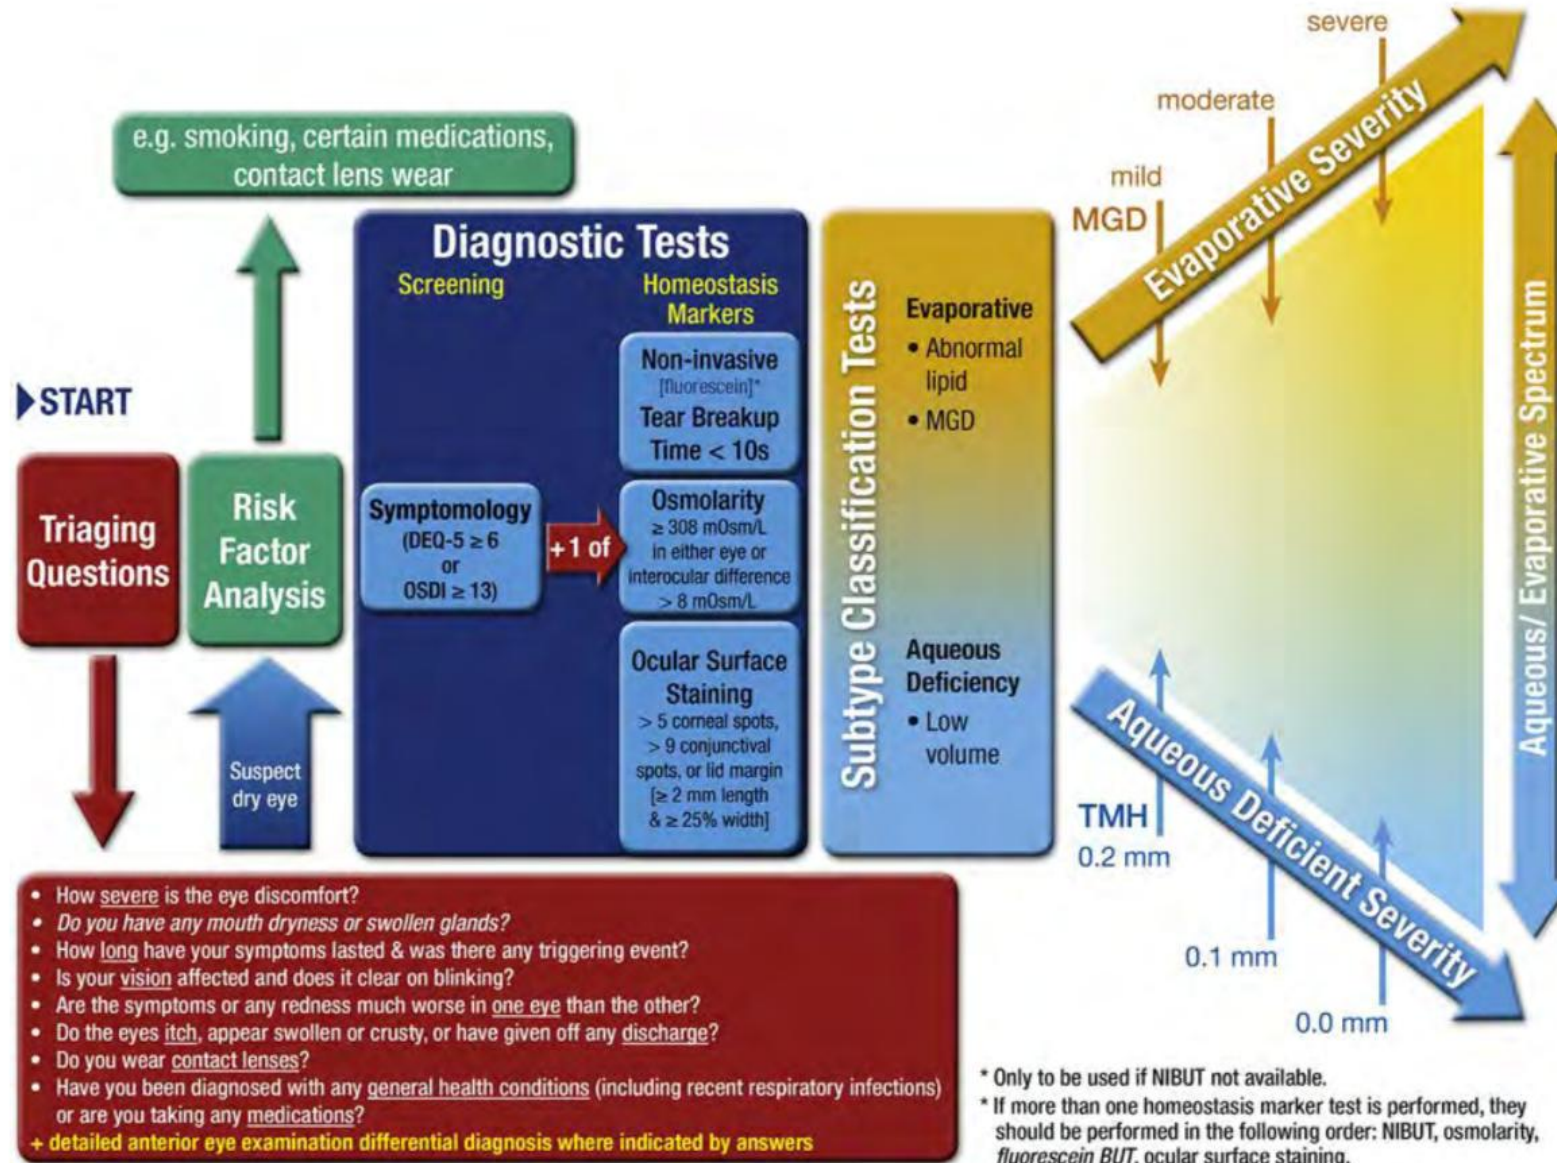 severe
moderate
mild
MGD
Evaporative Severity
e.g. smoking, certain medications,
contact lens wear
START
Triaging
Questions
Risk
Factor
Analysis
Suspect
dry eye
Diagnostic Tests
Screening
Homeostasis
Markers
Symptomology
(DEQ-5 ≥ 6
or
OSDI ≥ 13)
+1 of
Non-invasive
[fluorescein]*
Tear Breakup
Time < 10s
Osmolarity
≥ 308 mOsm/L
in either eye or
interocular difference
> 8 mOsm/L
Ocular Surface
Staining
> 5 corneal spots,
> 9 conjunctival
spots, or lid margin
[≥ 2 mm length
& ≥ 25% width]
Subtype Classification Tests
Evaporative
• Abnormal
lipid
• MGD
Aqueous
Deficiency
• Low
volume
Aqueous/ Evaporative Spectrum
Aqueous Deficient Severity
TMH
0.2 mm
0.1 mm
0.0 mm
• How severe is the eye discomfort?
• Do you have any mouth dryness or swollen glands?
• How long have your symptoms lasted & was there any triggering event?
• Is your vision affected and does it clear on blinking?
• Are the symptoms or any redness much worse in one eye than the other?
• Do the eyes itch, appear swollen or crusty, or have given off any discharge?
• Do you wear contact lenses?
• Have you been diagnosed with any general health conditions (including recent respiratory infections)
or are you taking any medications?
+ detailed anterior eye examination differential diagnosis where indicated by answers
* Only to be used if NIBUT not available.
* If more than one homeostasis marker test is performed, they
should be performed in the following order: NIBUT, osmolarity,
fluorescein BUT, ocular surface staining.